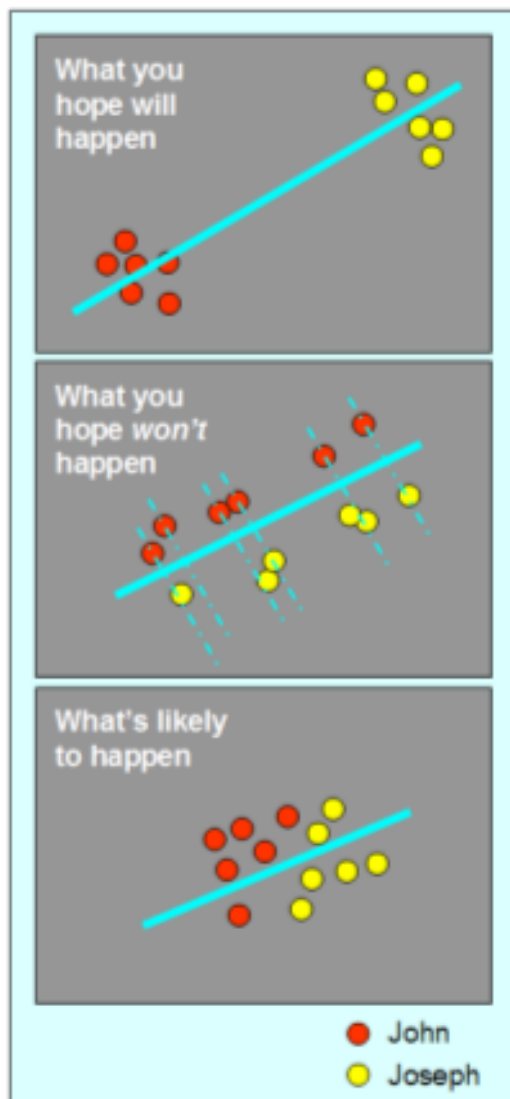 What you
hope will
happen
What you
hope won't
happen
What's likely
to happen
John
Joseph